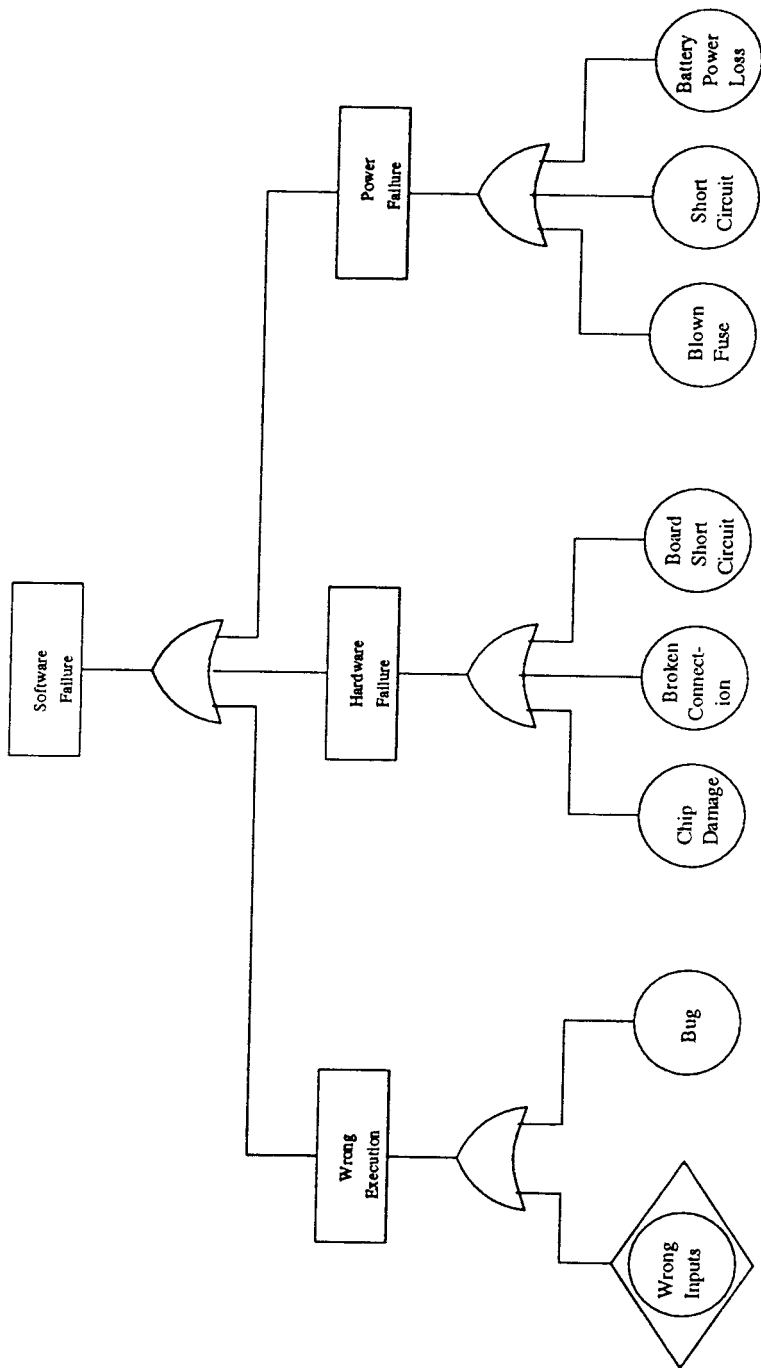 Software
Failure
Wrong
Execution
Hardware
Failure
Power
Failure
Wrong
Inputs
Bug
Chip
Damage
Broken
Connect-
ion
Board
Short
Circuit
Blown
Fuse
Short
Circuit
Battery
Power
Loss